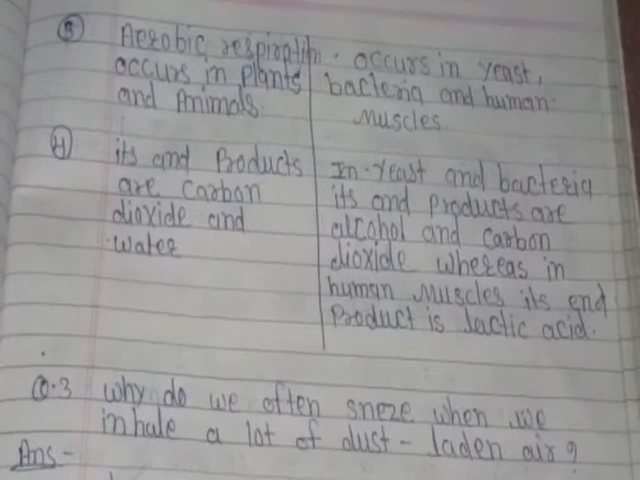 ③ Aerobic respiration occurs in plants and Animals.
occurs in yeast, bacteria and human muscles
④ its and Products are carbon dioxide and water
In yeast and bacteria its and products are alcohol and carbon dioxide whereas in human muscles its end Product is lactic acid.
Q.3 why do we often sneze when we
inhale a lot of dust - laden air?
Ans -